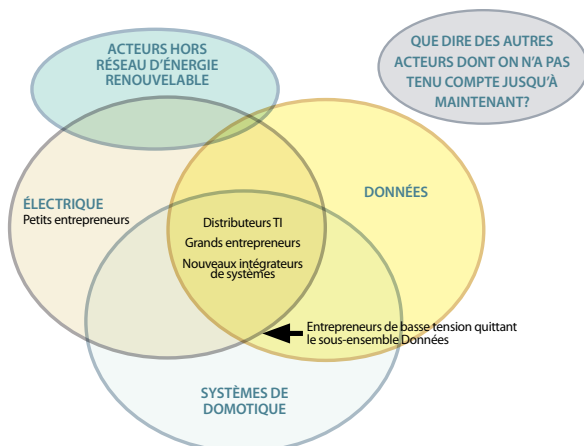 ACTEURS HORS
RÉSEAU D'ÉNERGIE
RENOUVELABLE
QUE DIRE DES AUTRES
ACTEURS DONT ON N'A PAS
TENU COMPTE JUSQU'À
MAINTENANT?
ÉLECTRIQUE
Petits entrepreneurs
DONNÉES
Distributeurs TI
Grands entrepreneurs
Nouveaux intégrateurs
de systèmes
Entrepreneurs de basse tension quittant
le sous-ensemble Données
SYSTÈMES DE
DOMOTIQUE